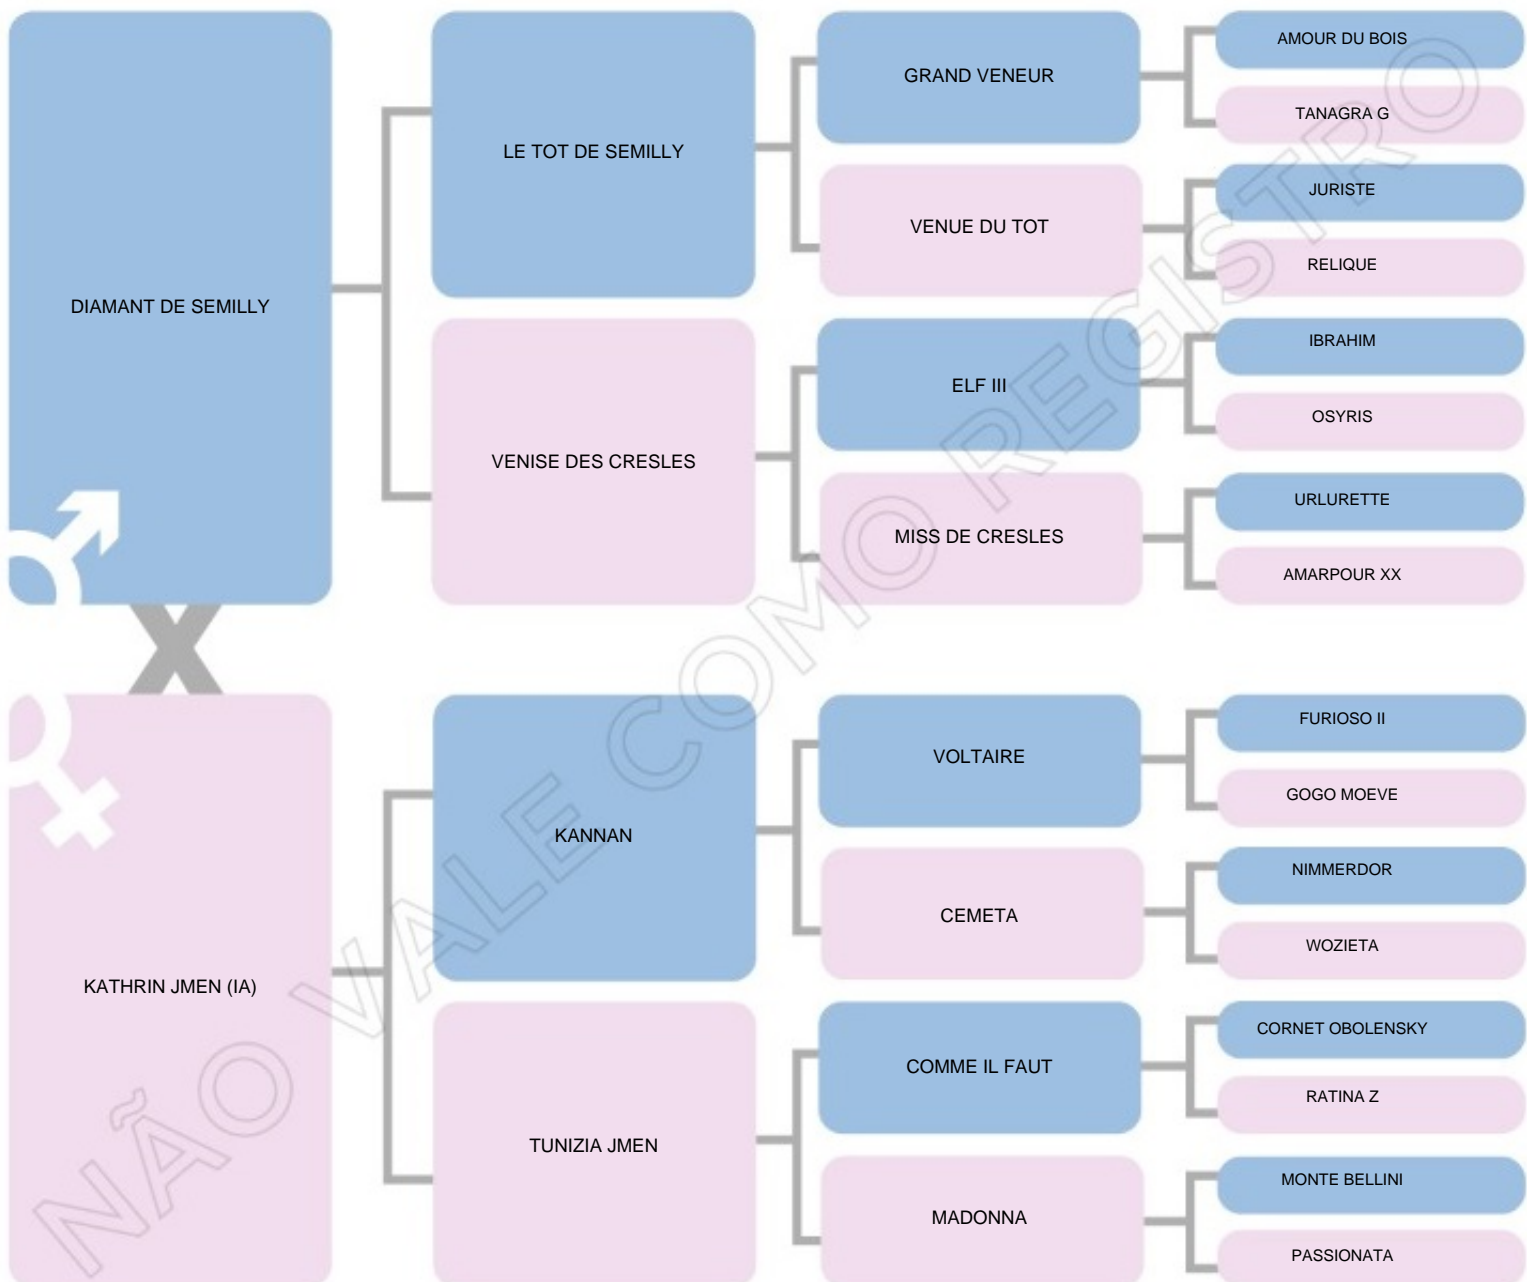 DIAMANT DE SEMILLY
LE TOT DE SEMILLY
GRAND VENEUR
AMOUR DU BOIS
TANAGRA G
VENUE DU TOT
JURISTE
RELIQUE
VENISE DES CRESLES
ELF III
IBRAHIM
OSYRIS
MISS DE CRESLES
URLURETTE
AMARPOUR XX
X
KATHRIN JMEN (IA)
KANNAN
VOLTAIRE
FURIOSO II
GOGO MOEVE
CEMETA
NIMMERDOR
WOZIETA
TUNIZIA JMEN
COMME IL FAUT
CORNET OBOLENSKY
RATINA Z
MADONNA
MONTE BELLINI
PASSIONATA
NÃO VALE COMO REGISTRO